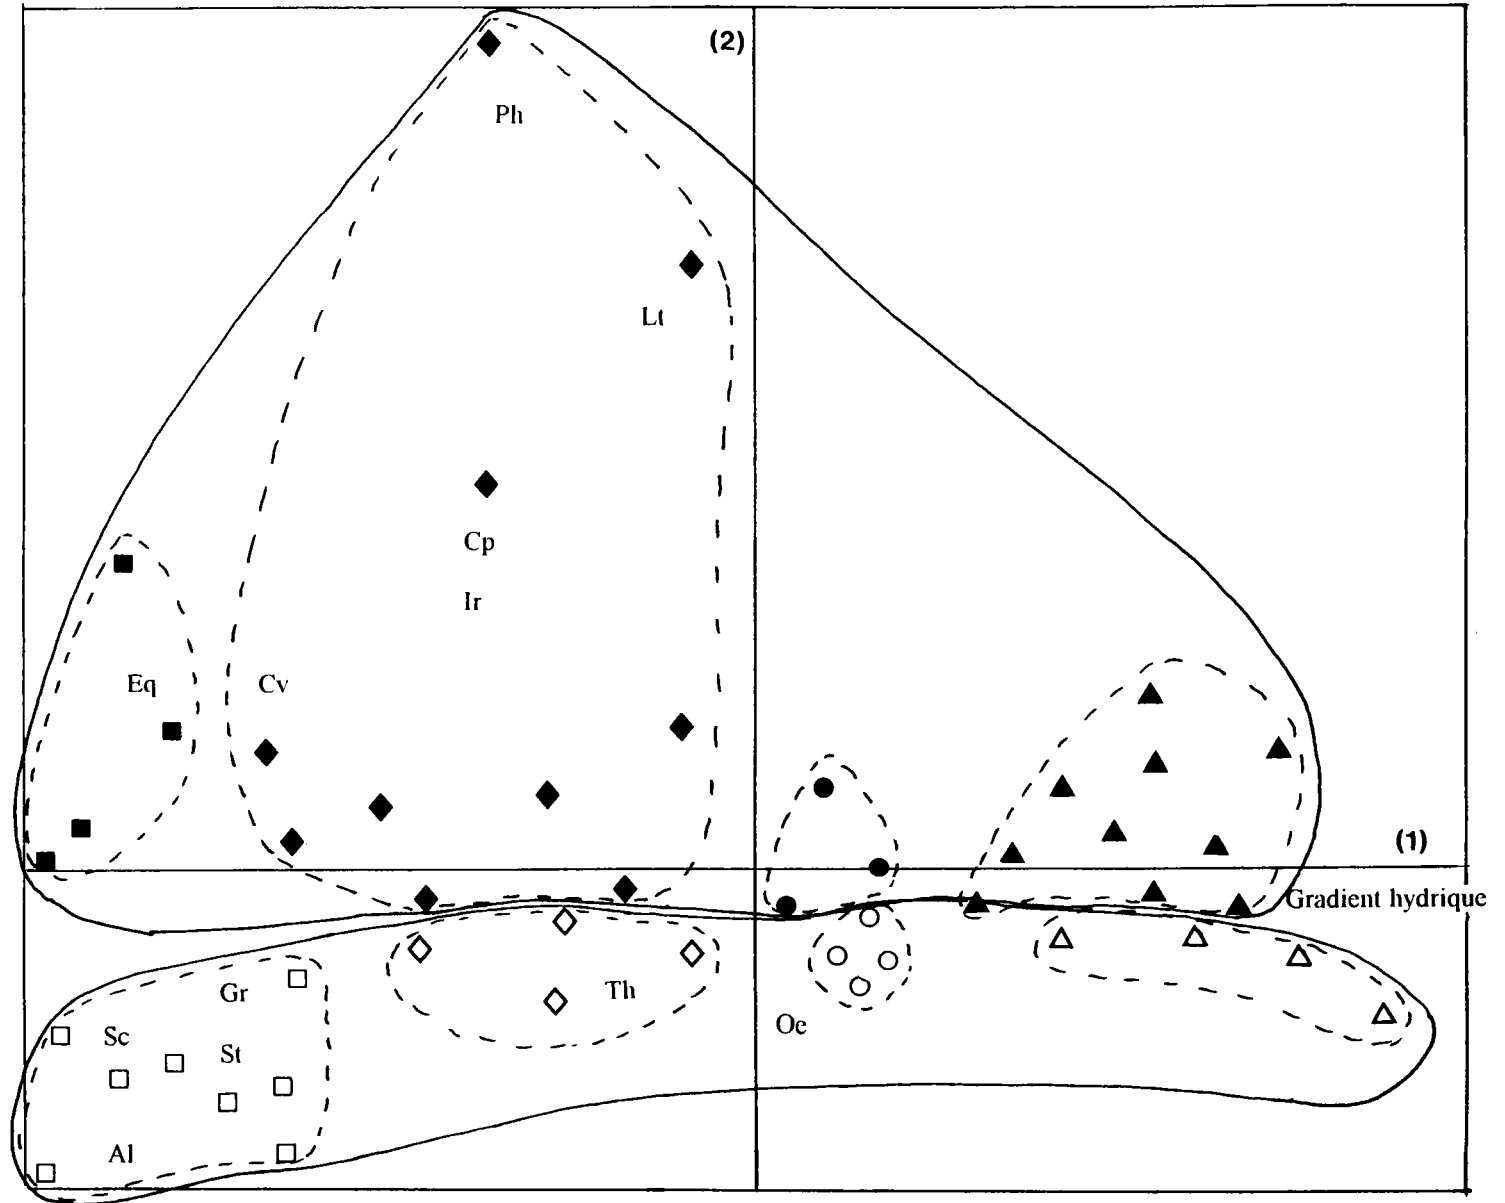 (2)
Ph
Lt
Cp
Ir
Eq
Cv
(1)
Gradient hydrique
Gr
Th
Sc
St
Oe
Al